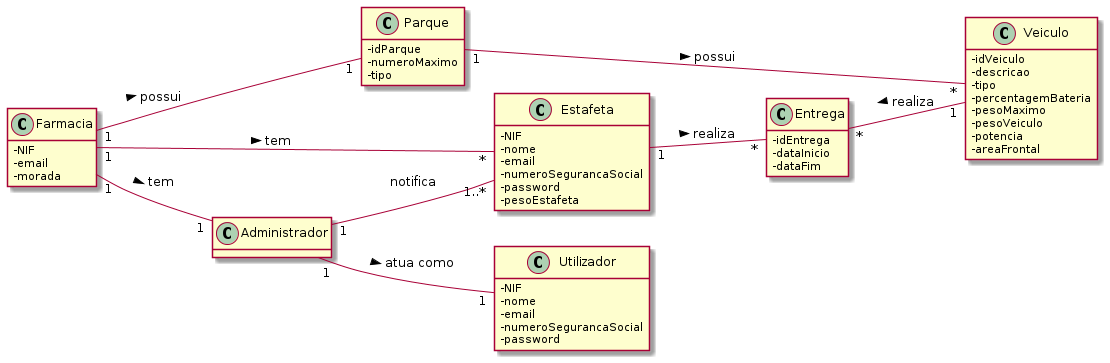 C Farmacia
-NIF
-email
-morada
C Parque
-idParque
-numeroMaximo
-tipo
C Estafeta
-NIF
-nome
-email
-numeroSegurancaSocial
-password
-pesoEstafeta
C Administrador
C Utilizador
-NIF
-nome
-email
-numeroSegurancaSocial
-password
C Entrega
-idEntrega
-dataInicio
-dataFim
C Veiculo
-idVeiculo
-descricao
-tipo
-percentagemBateria
-pesoMaximo
-pesoVeiculo
-potencia
-areaFrontal
possui
1
1
tem
1
*
tem
1
1
notifica
1
1..*
atua como
1
1
possui
1
*
realiza
1
*
realiza
1
*